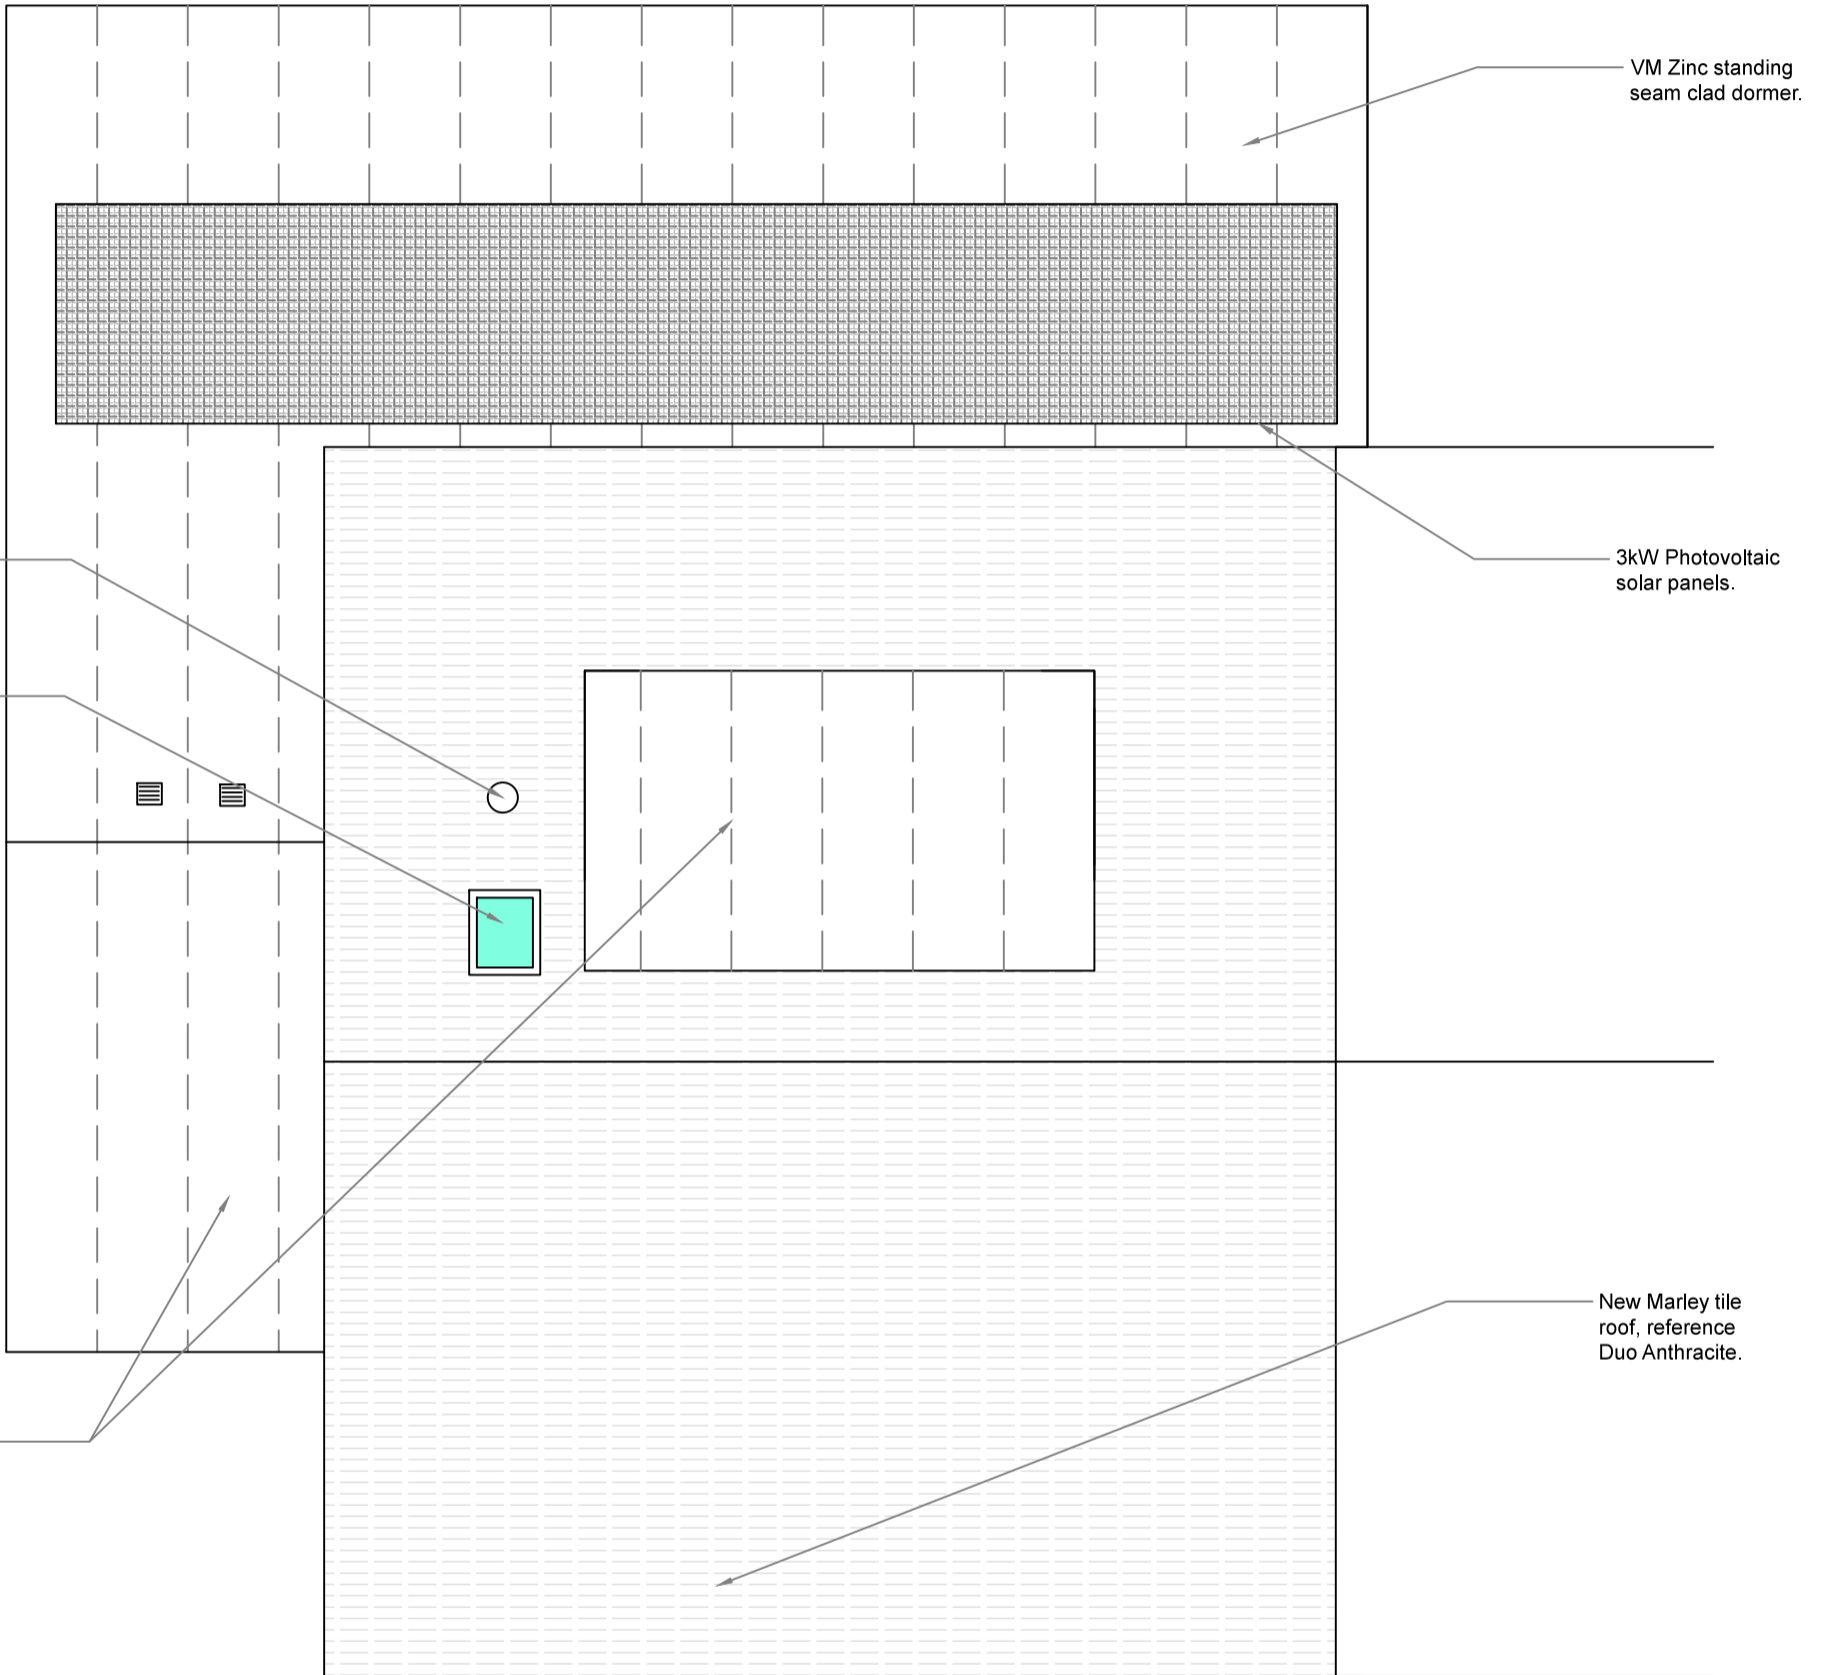 VM Zinc standing
seam clad dormer.
3kW Photovoltaic
solar panels.
New Marley tile
roof, reference
Duo Anthracite.